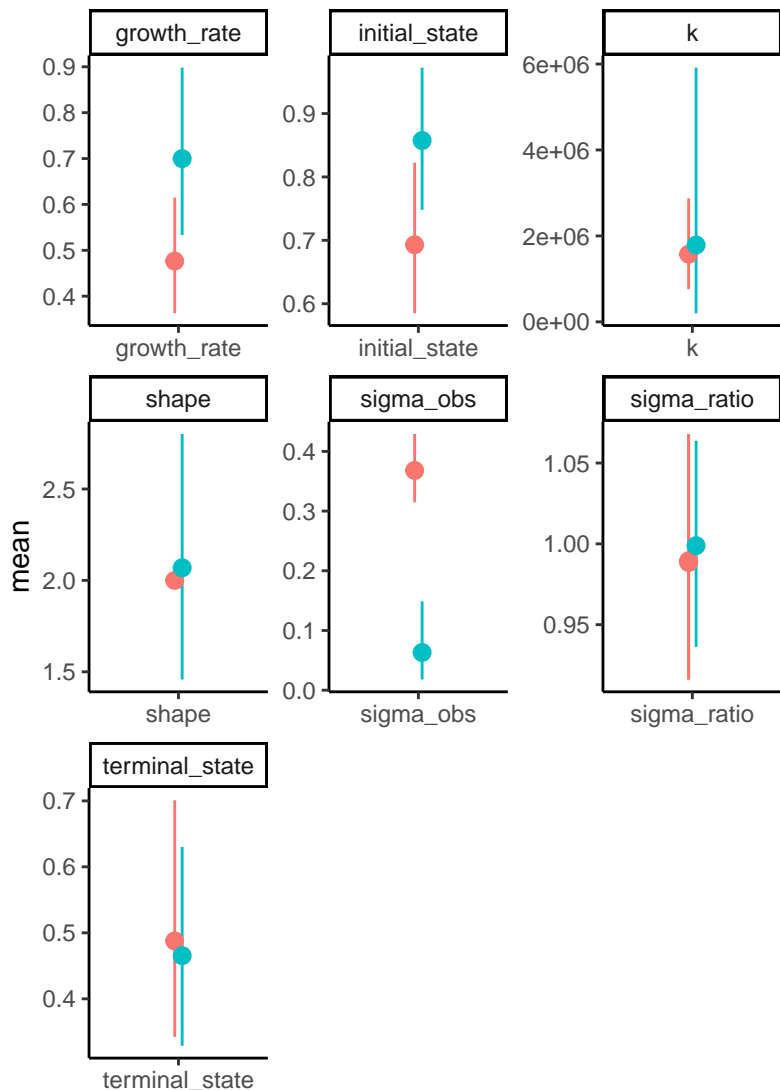 growth_rate
initial_state
k
0.9
0.8
0.7
0.6
0.5
0.4
growth_rate
0.9
0.8
0.7
0.6
initial_state
6e+06
4e+06
2e+06
0e+00
k
shape
sigma_obs
sigma_ratio
mean
2.5
2.0
1.5
shape
0.4
0.3
0.2
0.1
0.0
sigma_obs
1.05
1.00
0.95
sigma_ratio
terminal_state
0.7
0.6
0.5
0.4
terminal_state